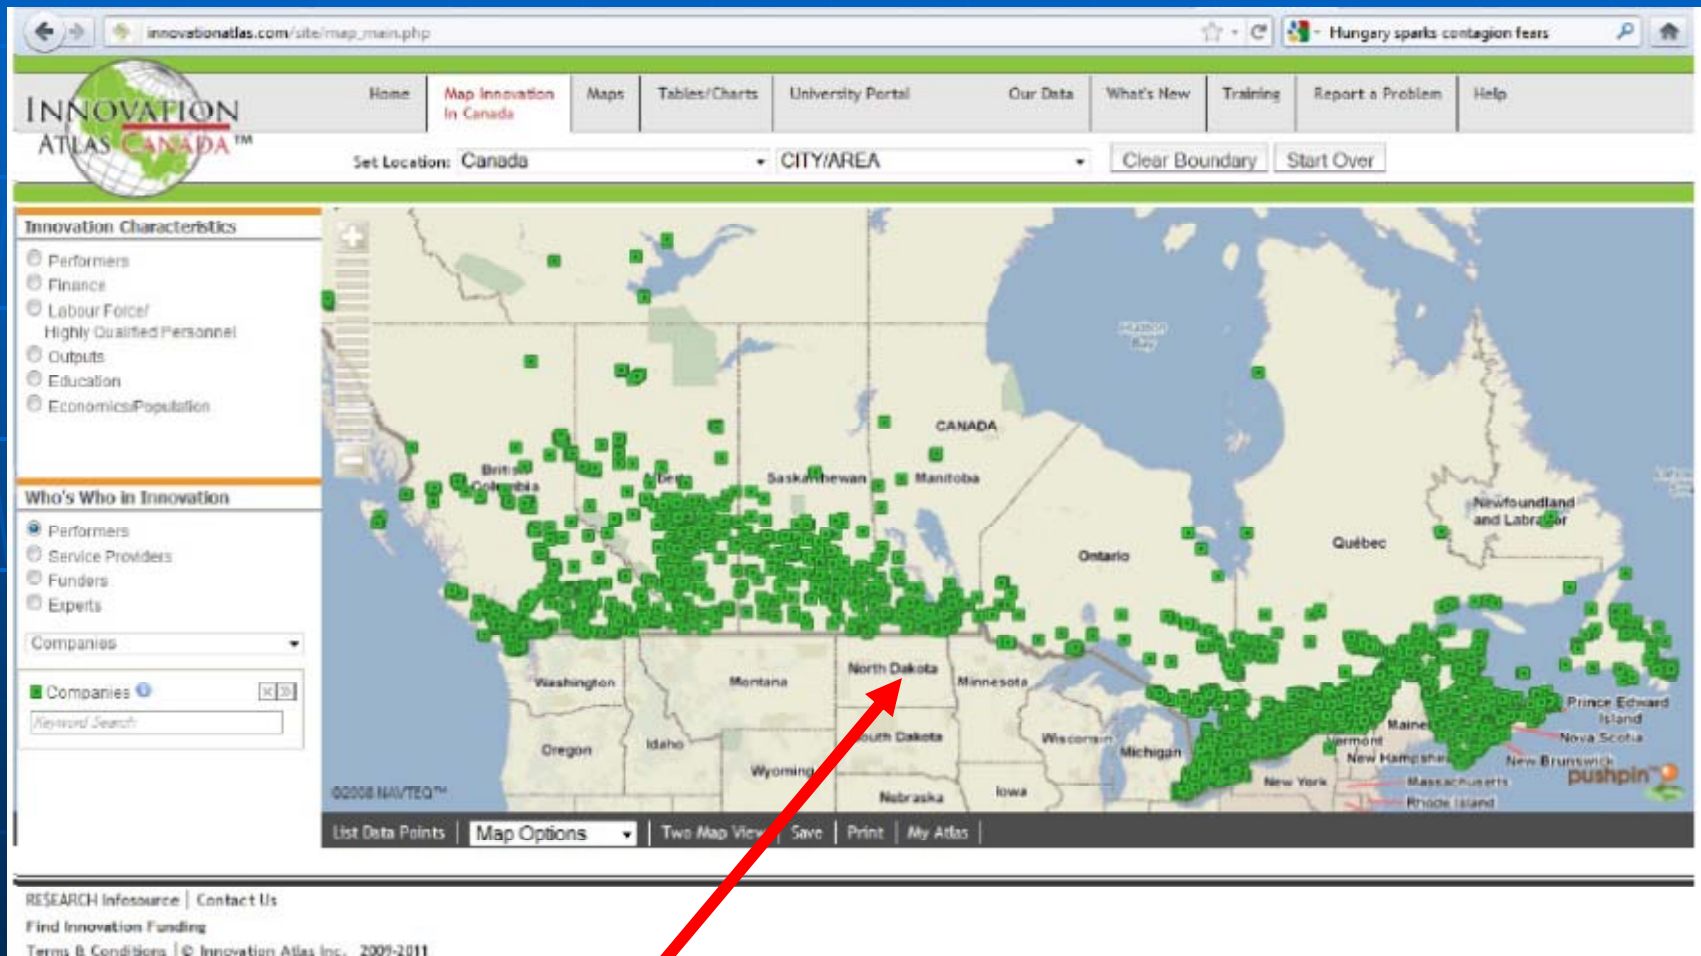 innovationatlas.com/site/map_main.php
Hungary sparks contagion fears
INNOVATION
ATLAS CANADA™
Home
Map Innovation
In Canada
Maps
Tables/Charts
University Portal
Our Data
What's New
Training
Report a Problem
Help
Set Location: Canada
CITY/AREA
Clear Boundary
Start Over
Innovation Characteristics
Performers
Finance
Labour Force/
Highly Qualified Personnel
Outputs
Education
Economics/Population
Who's Who in Innovation
Performers
Service Providers
Funders
Experts
Companies
Companies
Keyword Search
Hudson
Bay
CANADA
British
Columbia
Saskatchewan
Manitoba
Ontario
Québec
Newfoundland
and Labrador
Washington
Montana
North Dakota
Minnesota
Oregon
Idaho
South Dakota
Wisconsin
Michigan
Wyoming
Nebraska
Iowa
New York
Vermont
Maine
New Hampshire
Massachusetts
Rhode Island
Prince Edward
Island
Nova Scotia
New Brunswick
pushpin™
©2008 NAVTEQ™
List Data Points | Map Options | Two Map View | Save | Print | My Atlas |
RESEARCH Infosource | Contact Us
Find Innovation Funding
Terms & Conditions | © Innovation Atlas Inc. 2009-2011